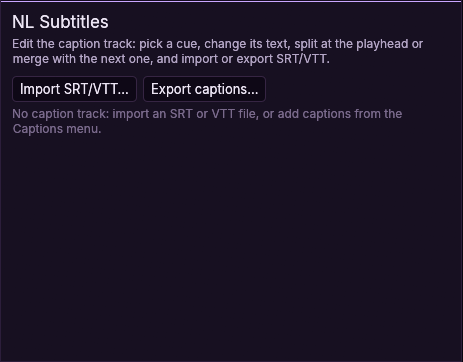 NL Subtitles
Edit the caption track: pick a cue, change its text, split at the playhead or
merge with the next one, and import or export SRT/VTT.
Import SRT/VTT...
Export captions...
No caption track: import an SRT or VTT file, or add captions from the
Captions menu.